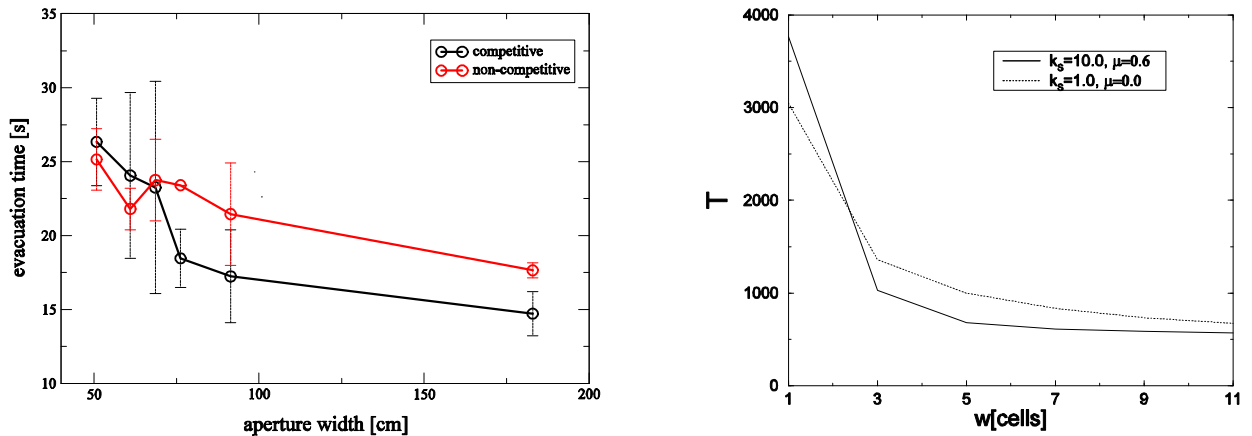 35
30
25
20
15
10
evacuation time [s]
competitive
non-competitive
50
100
150
200
aperture width [cm]
4000
3000
2000
1000
0
T
kₛ=10.0, μ=0.6
kₛ=1.0, μ=0.0
1
3
5
7
9
11
w[cells]